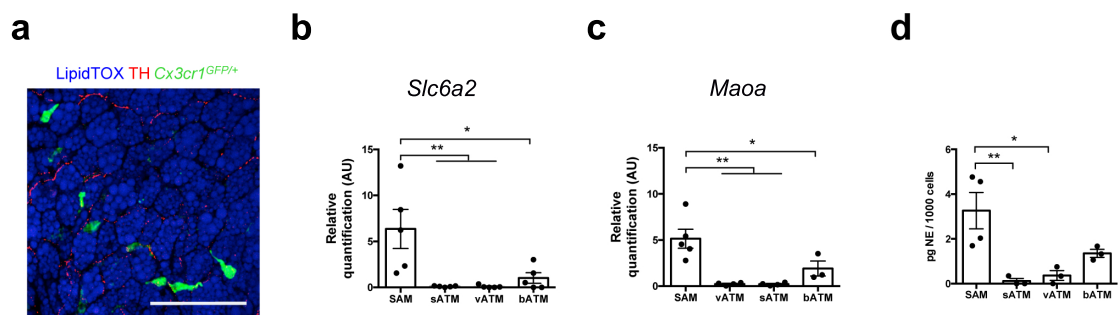 a
LipidTOX TH Cx3cr1GFP/+
b
Slc6a2
*
**
Relative
quantification (AU)
15
10
5
0
SAM sATM vATM bATM
c
Maoa
*
**
Relative
quantification (AU)
15
10
5
0
SAM vATM sATM bATM
d
*
**
pg NE / 1000 cells
6
4
2
0
SAM sATM vATM bATM